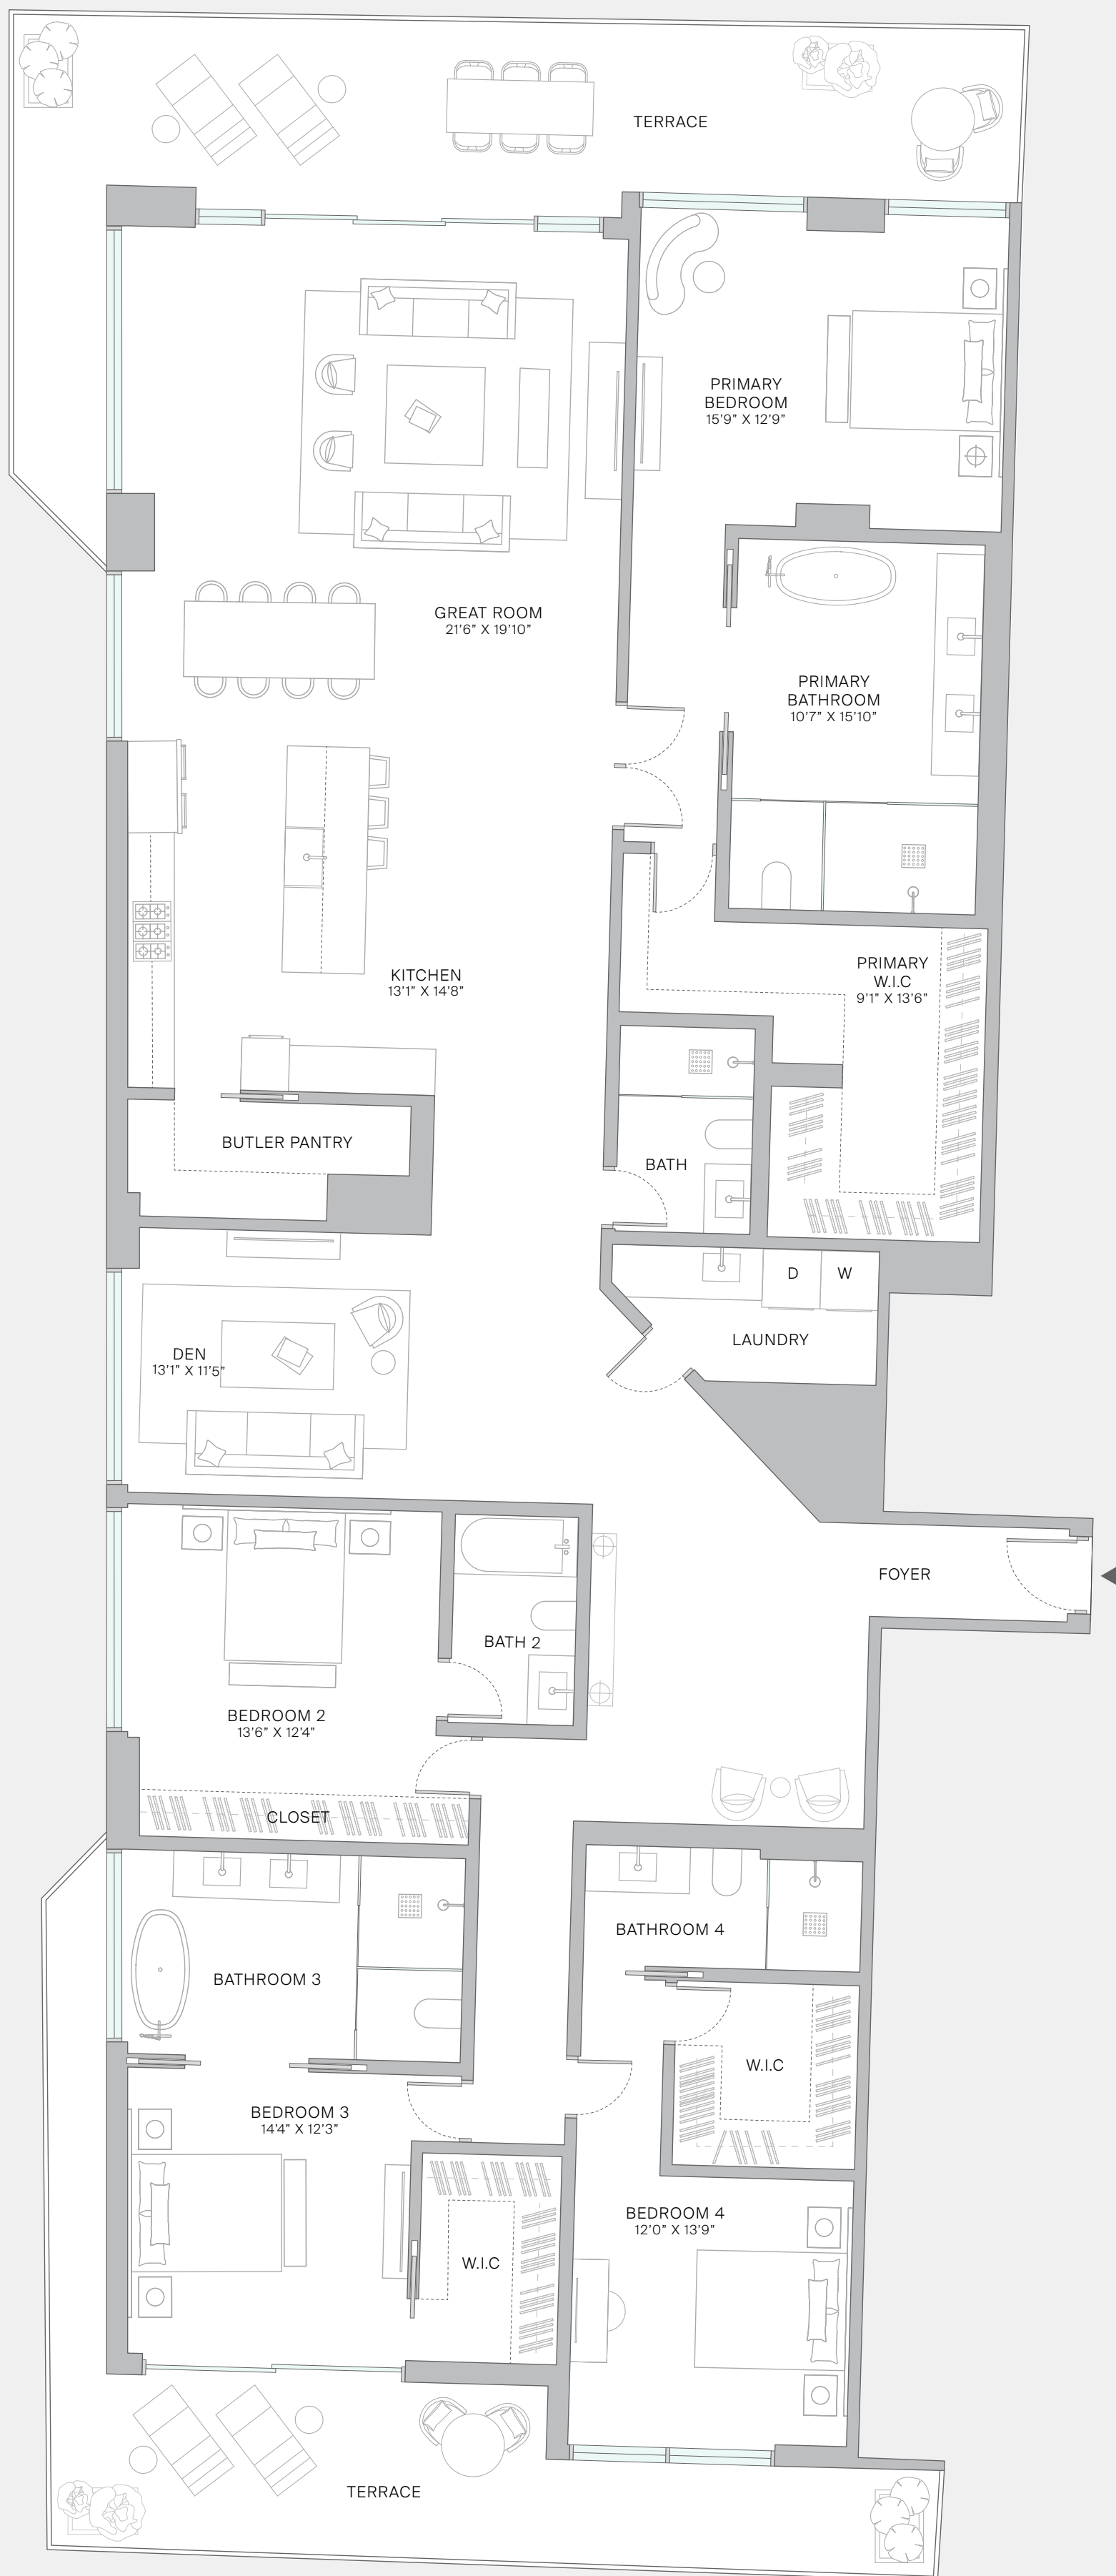 TERRACE
PRIMARY
BEDROOM
15'9" X 12'9"
GREAT ROOM
21'6" X 19'10"
PRIMARY
BATHROOM
10'7" X 15'10"
KITCHEN
13'1" X 14'8"
PRIMARY
W.I.C
9'1" X 13'6"
BUTLER PANTRY
BATH
D
W
LAUNDRY
DEN
13'1" X 11'5"
FOYER
BATH 2
BEDROOM 2
13'6" X 12'4"
CLOSET
BATHROOM 4
BATHROOM 3
W.I.C
BEDROOM 3
14'4" X 12'3"
BEDROOM 4
12'0" X 13'9"
W.I.C
TERRACE